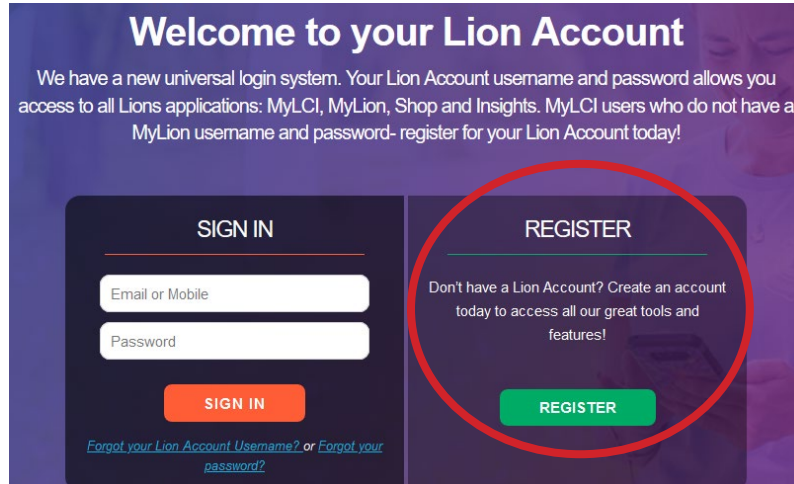 Welcome to your Lion Account
We have a new universal login system. Your Lion Account username and password allows you
access to all Lions applications: MyLCI, MyLion, Shop and Insights. MyLCI users who do not have a
MyLion username and password- register for your Lion Account today!
SIGN IN
Email or Mobile
Password
SIGN IN
Forgot your Lion Account Username? or Forgot your
password?
REGISTER
Don't have a Lion Account? Create an account
today to access all our great tools and
features!
REGISTER